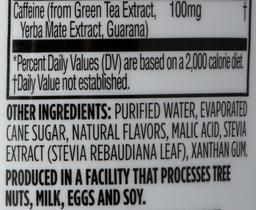 Caffeine (from Green Tea Extract, 100mg †
Yerba Mate Extract, Guarana)
*Percent Daily Values (DV) are based on a 2,000 calorie diet.
†Daily Value not established.
OTHER INGREDIENTS: PURIFIED WATER, EVAPORATED
CANE SUGAR, NATURAL FLAVORS, MALIC ACID, STEVIA
EXTRACT (STEVIA REBAUDIANA LEAF), XANTHAN GUM.
PRODUCED IN A FACILITY THAT PROCESSES TREE
NUTS, MILK, EGGS AND SOY.